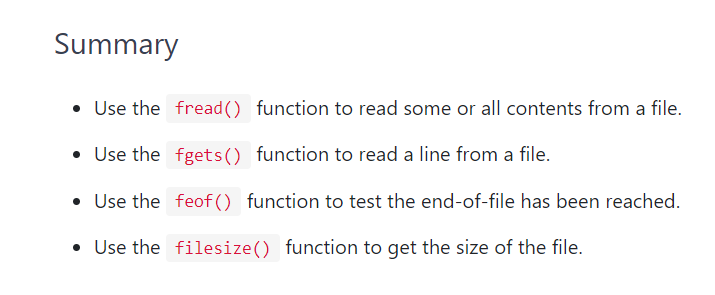 Summary
• Use the fread() function to read some or all contents from a file.
• Use the fgets() function to read a line from a file.
• Use the feof() function to test the end-of-file has been reached.
• Use the filesize() function to get the size of the file.